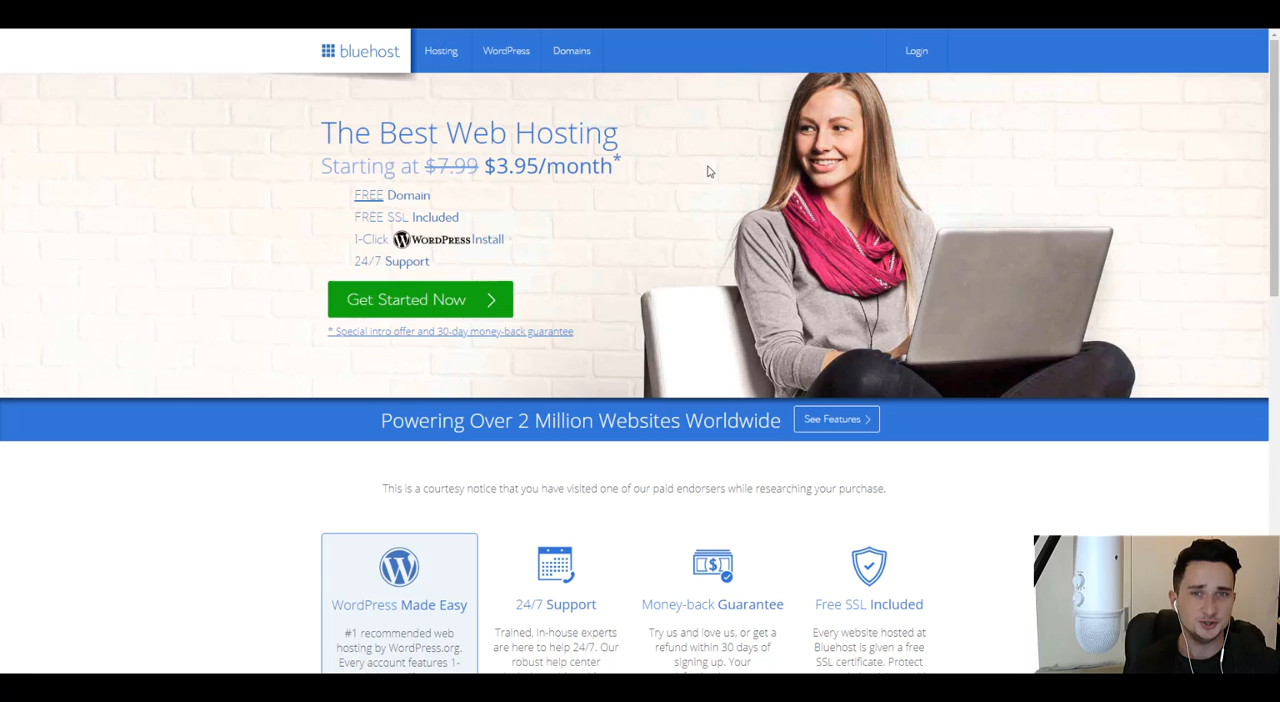 bluehost
Hosting
WordPress
Domains
Login
The Best Web Hosting
Starting at $7.99 $3.95/month*
FREE Domain
FREE SSL Included
1-Click WORDPRESS Install
24/7 Support
Get Started Now
* Special intro offer and 30-day money-back guarantee
Powering Over 2 Million Websites Worldwide
See Features
This is a courtesy notice that you have visited one of our paid endorsers while researching your purchase.
WordPress Made Easy
#1 recommended web
hosting by WordPress.org.
Every account features 1-
24/7 Support
Trained, in-house experts
are here to help 24/7. Our
robust help center
Money-back Guarantee
Try us and love us, or get a
refund within 30 days of
signing up. Your
Free SSL Included
Every website hosted at
Bluehost is given a free
SSL certificate. Protect